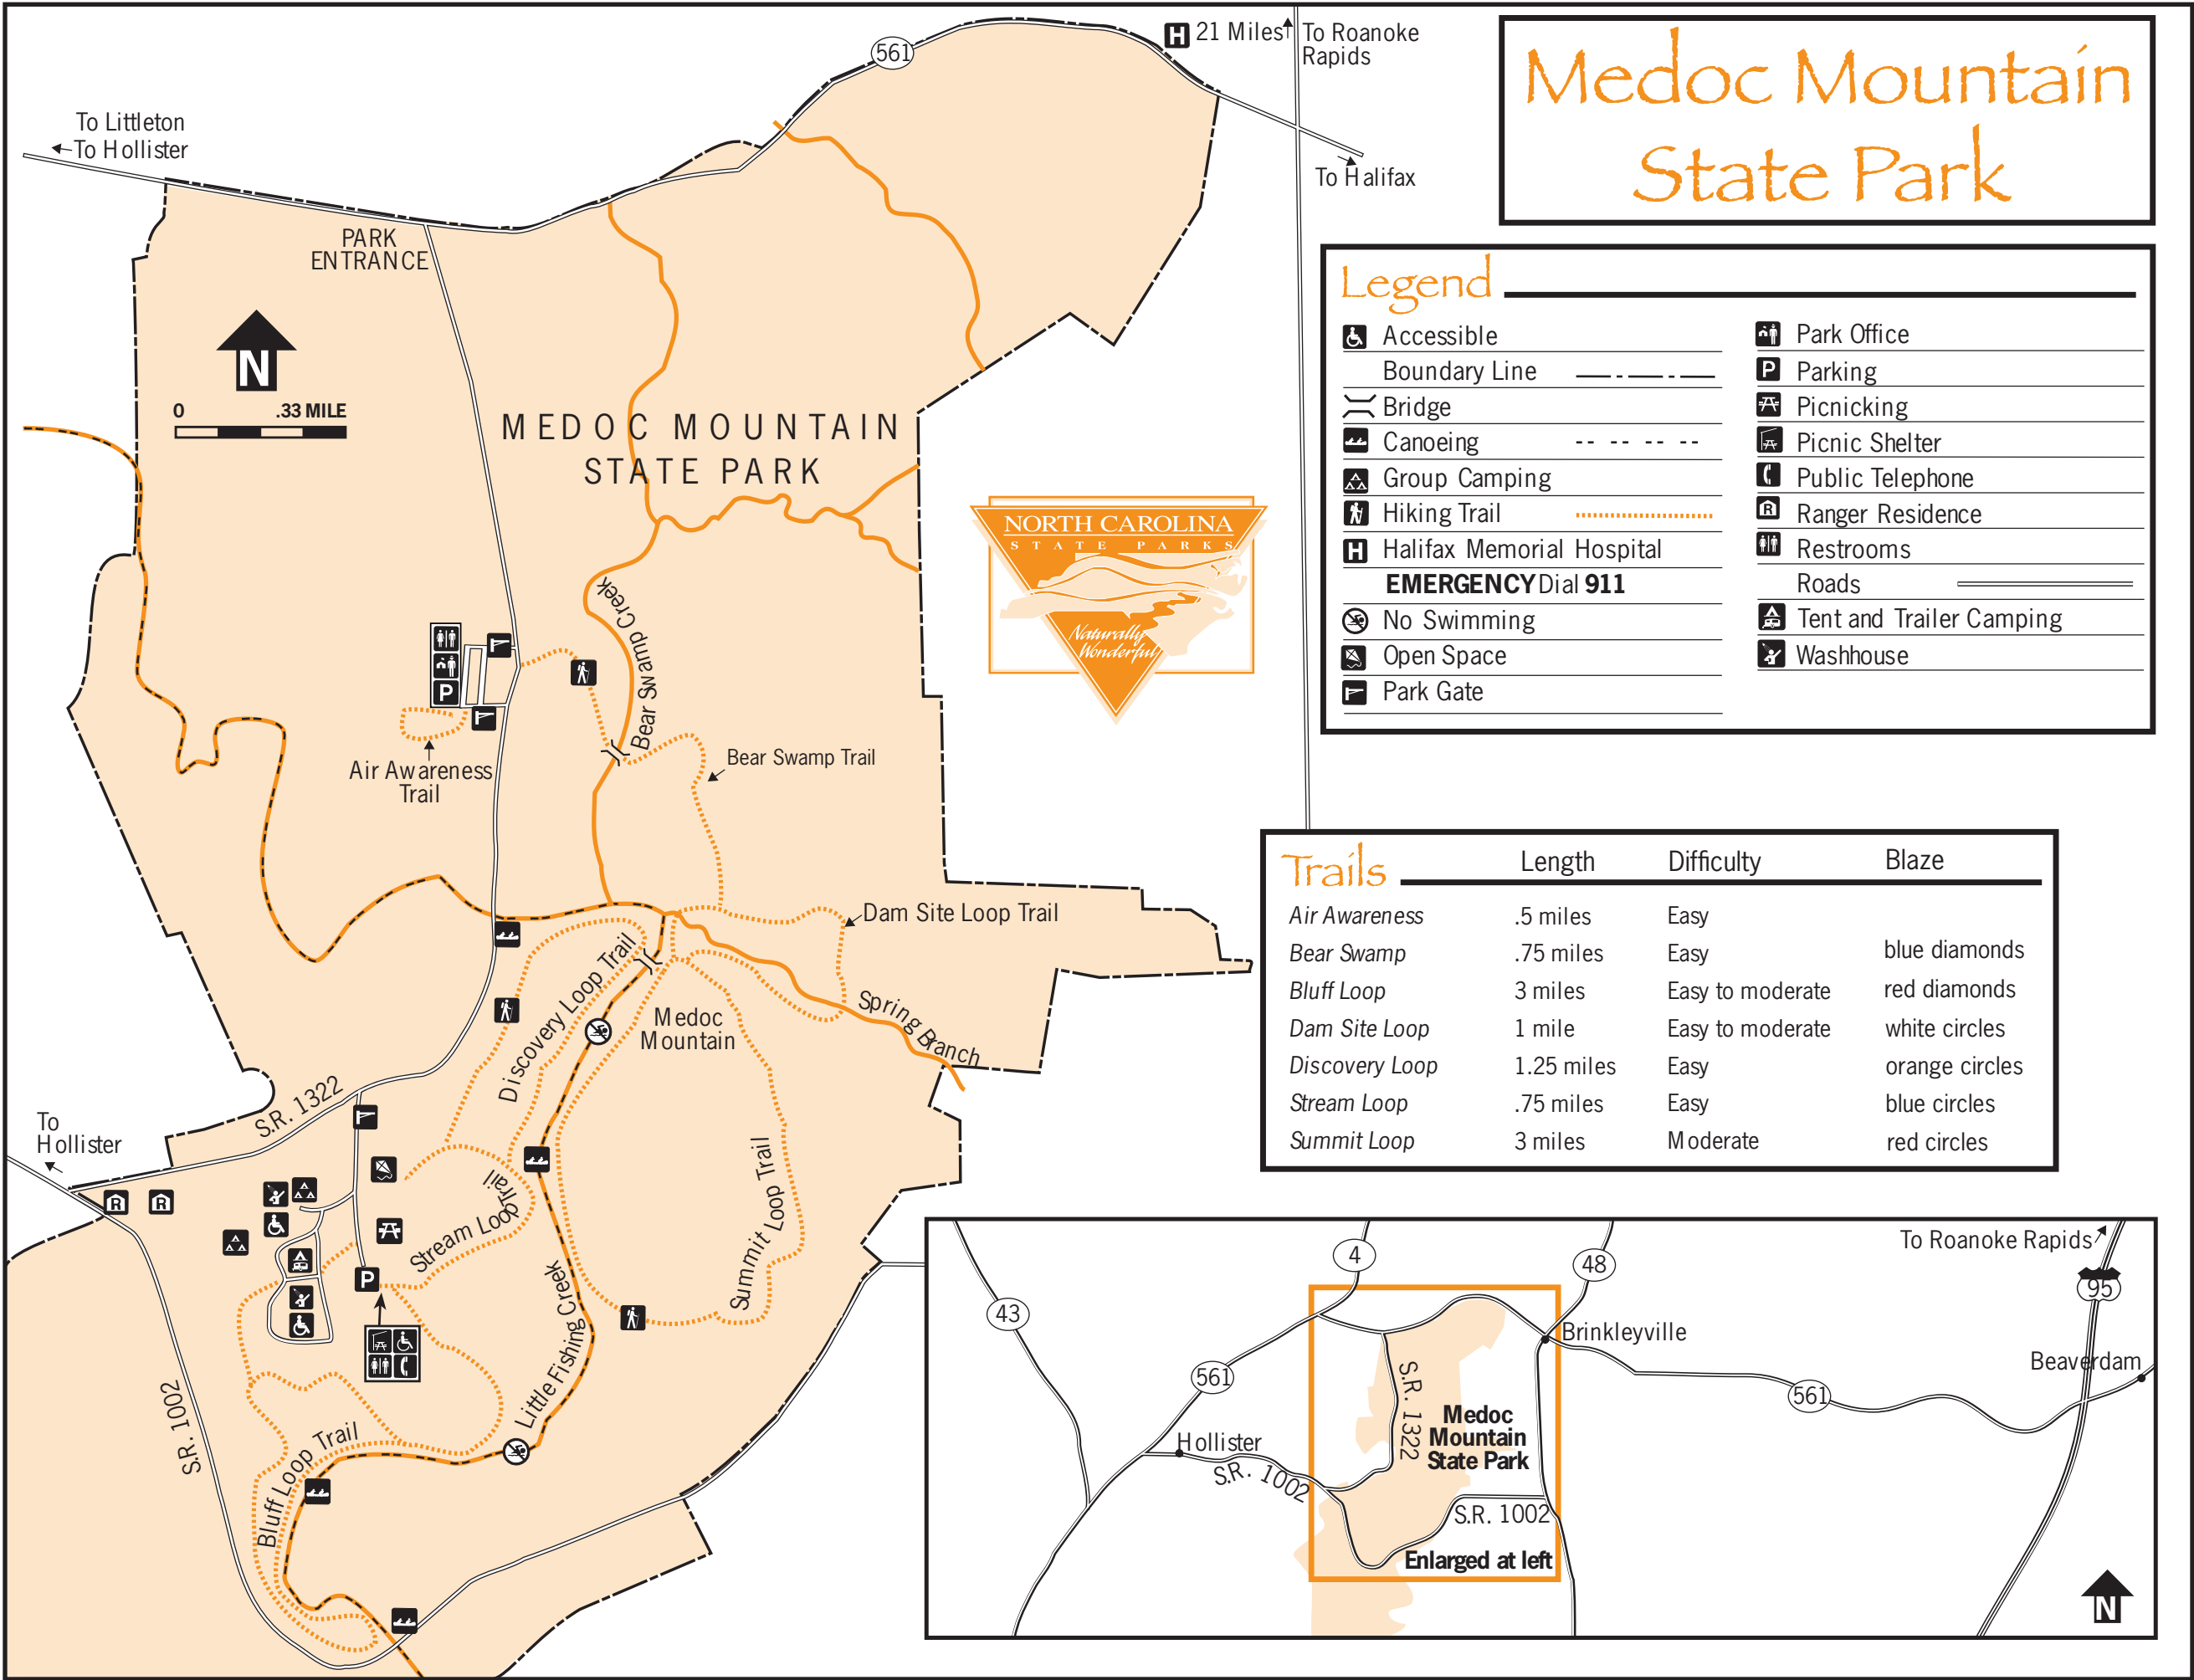 Medoc Mountain
State Park
H 21 Miles
To Roanoke
Rapids
561
To Littleton
To Hollister
To Halifax
PARK
ENTRANCE
N
0 .33 MILE
MEDOC MOUNTAIN
STATE PARK
NORTH CAROLINA
STATE PARKS
Naturally
Wonderful
Legend
Accessible
Boundary Line
Bridge
Canoeing
Group Camping
Hiking Trail
H Halifax Memorial Hospital
EMERGENCY Dial 911
No Swimming
Open Space
Park Gate
Park Office
P Parking
Picnicking
Picnic Shelter
Public Telephone
R Ranger Residence
Restrooms
Roads
Tent and Trailer Camping
Washhouse
Bear Swamp Creek
P
Air Awareness
Trail
Bear Swamp Trail
Dam Site Loop Trail
Discovery Loop Trail
Medoc
Mountain
Spring Branch
S.R. 1322
To
Hollister
R
R
Stream Loop Trail
Summit Loop Trail
P
Little Fishing Creek
S.R. 1002
Bluff Loop Trail
Trails Length Difficulty Blaze
Air Awareness .5 miles Easy
Bear Swamp .75 miles Easy blue diamonds
Bluff Loop 3 miles Easy to moderate red diamonds
Dam Site Loop 1 mile Easy to moderate white circles
Discovery Loop 1.25 miles Easy orange circles
Stream Loop .75 miles Easy blue circles
Summit Loop 3 miles Moderate red circles
To Roanoke Rapids
4
48
95
43
Brinkleyville
Beaverdam
561
561
S.R. 1322
Medoc
Mountain
State Park
Hollister
S.R. 1002
S.R. 1002
Enlarged at left
N